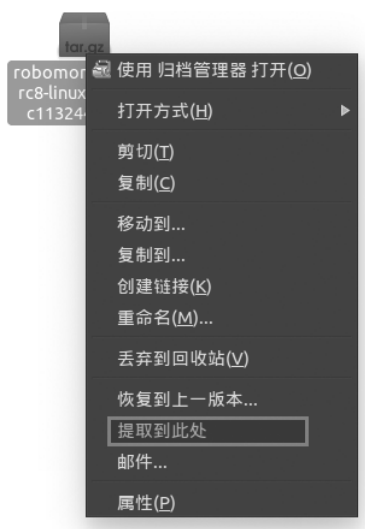 tar.gz
robomon
rc8-linux
c11324
使用 归档管理器 打开(O)
打开方式(H)
剪切(T)
复制(C)
移动到...
复制到...
创建链接(K)
重命名(M)...
丢弃到回收站(V)
恢复到上一版本...
提取到此处
邮件...
属性(P)